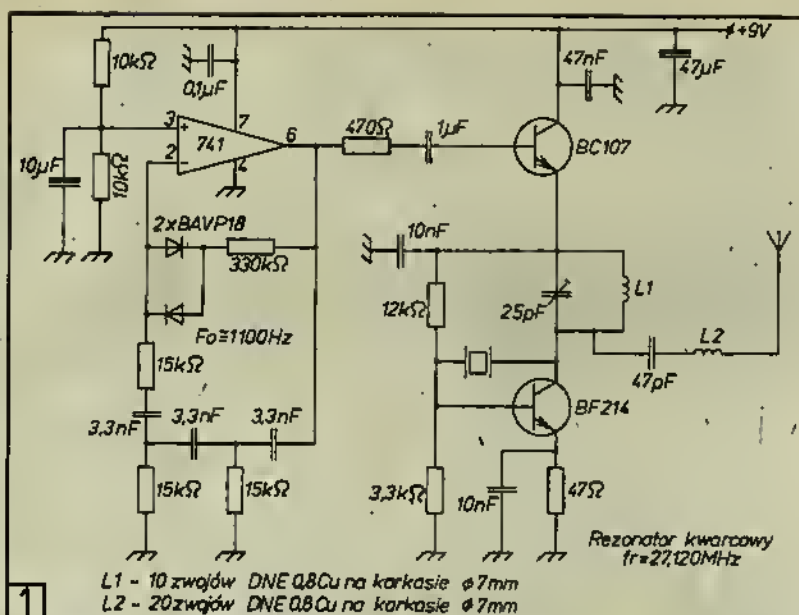 +9V
10kΩ
0,1μF
47nF
47μF
3
+
741
7
6
2
-
4
470Ω
1μF
BC107
10μF
10kΩ
2xBAVP18
330kΩ
10nF
12kΩ
25pF
L1
L2
47pF
Fo≅1100Hz
15kΩ
3,3nF
3,3nF
3,3nF
BF214
15kΩ
15kΩ
3,3kΩ
10nF
47Ω
Rezonator kwarcowy
fr=27,120MHz
1
L1 - 10 zwojów DNE 0,8Cu na karkasie φ7mm
L2 - 20 zwojów DNE 0,8Cu na karkasie φ7mm